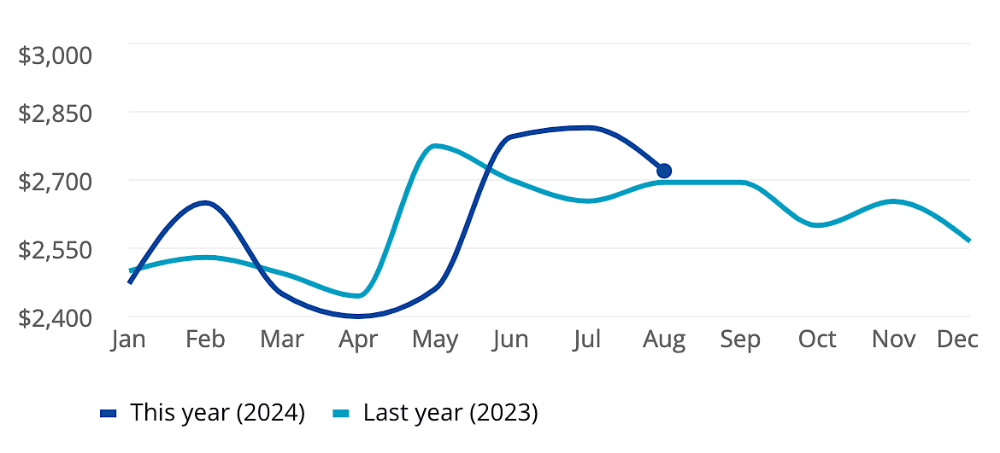 $3,000
$2,850
$2,700
$2,550
$2,400
Jan Feb Mar Apr May Jun Jul Aug Sep Oct Nov Dec
This year (2024) Last year (2023)